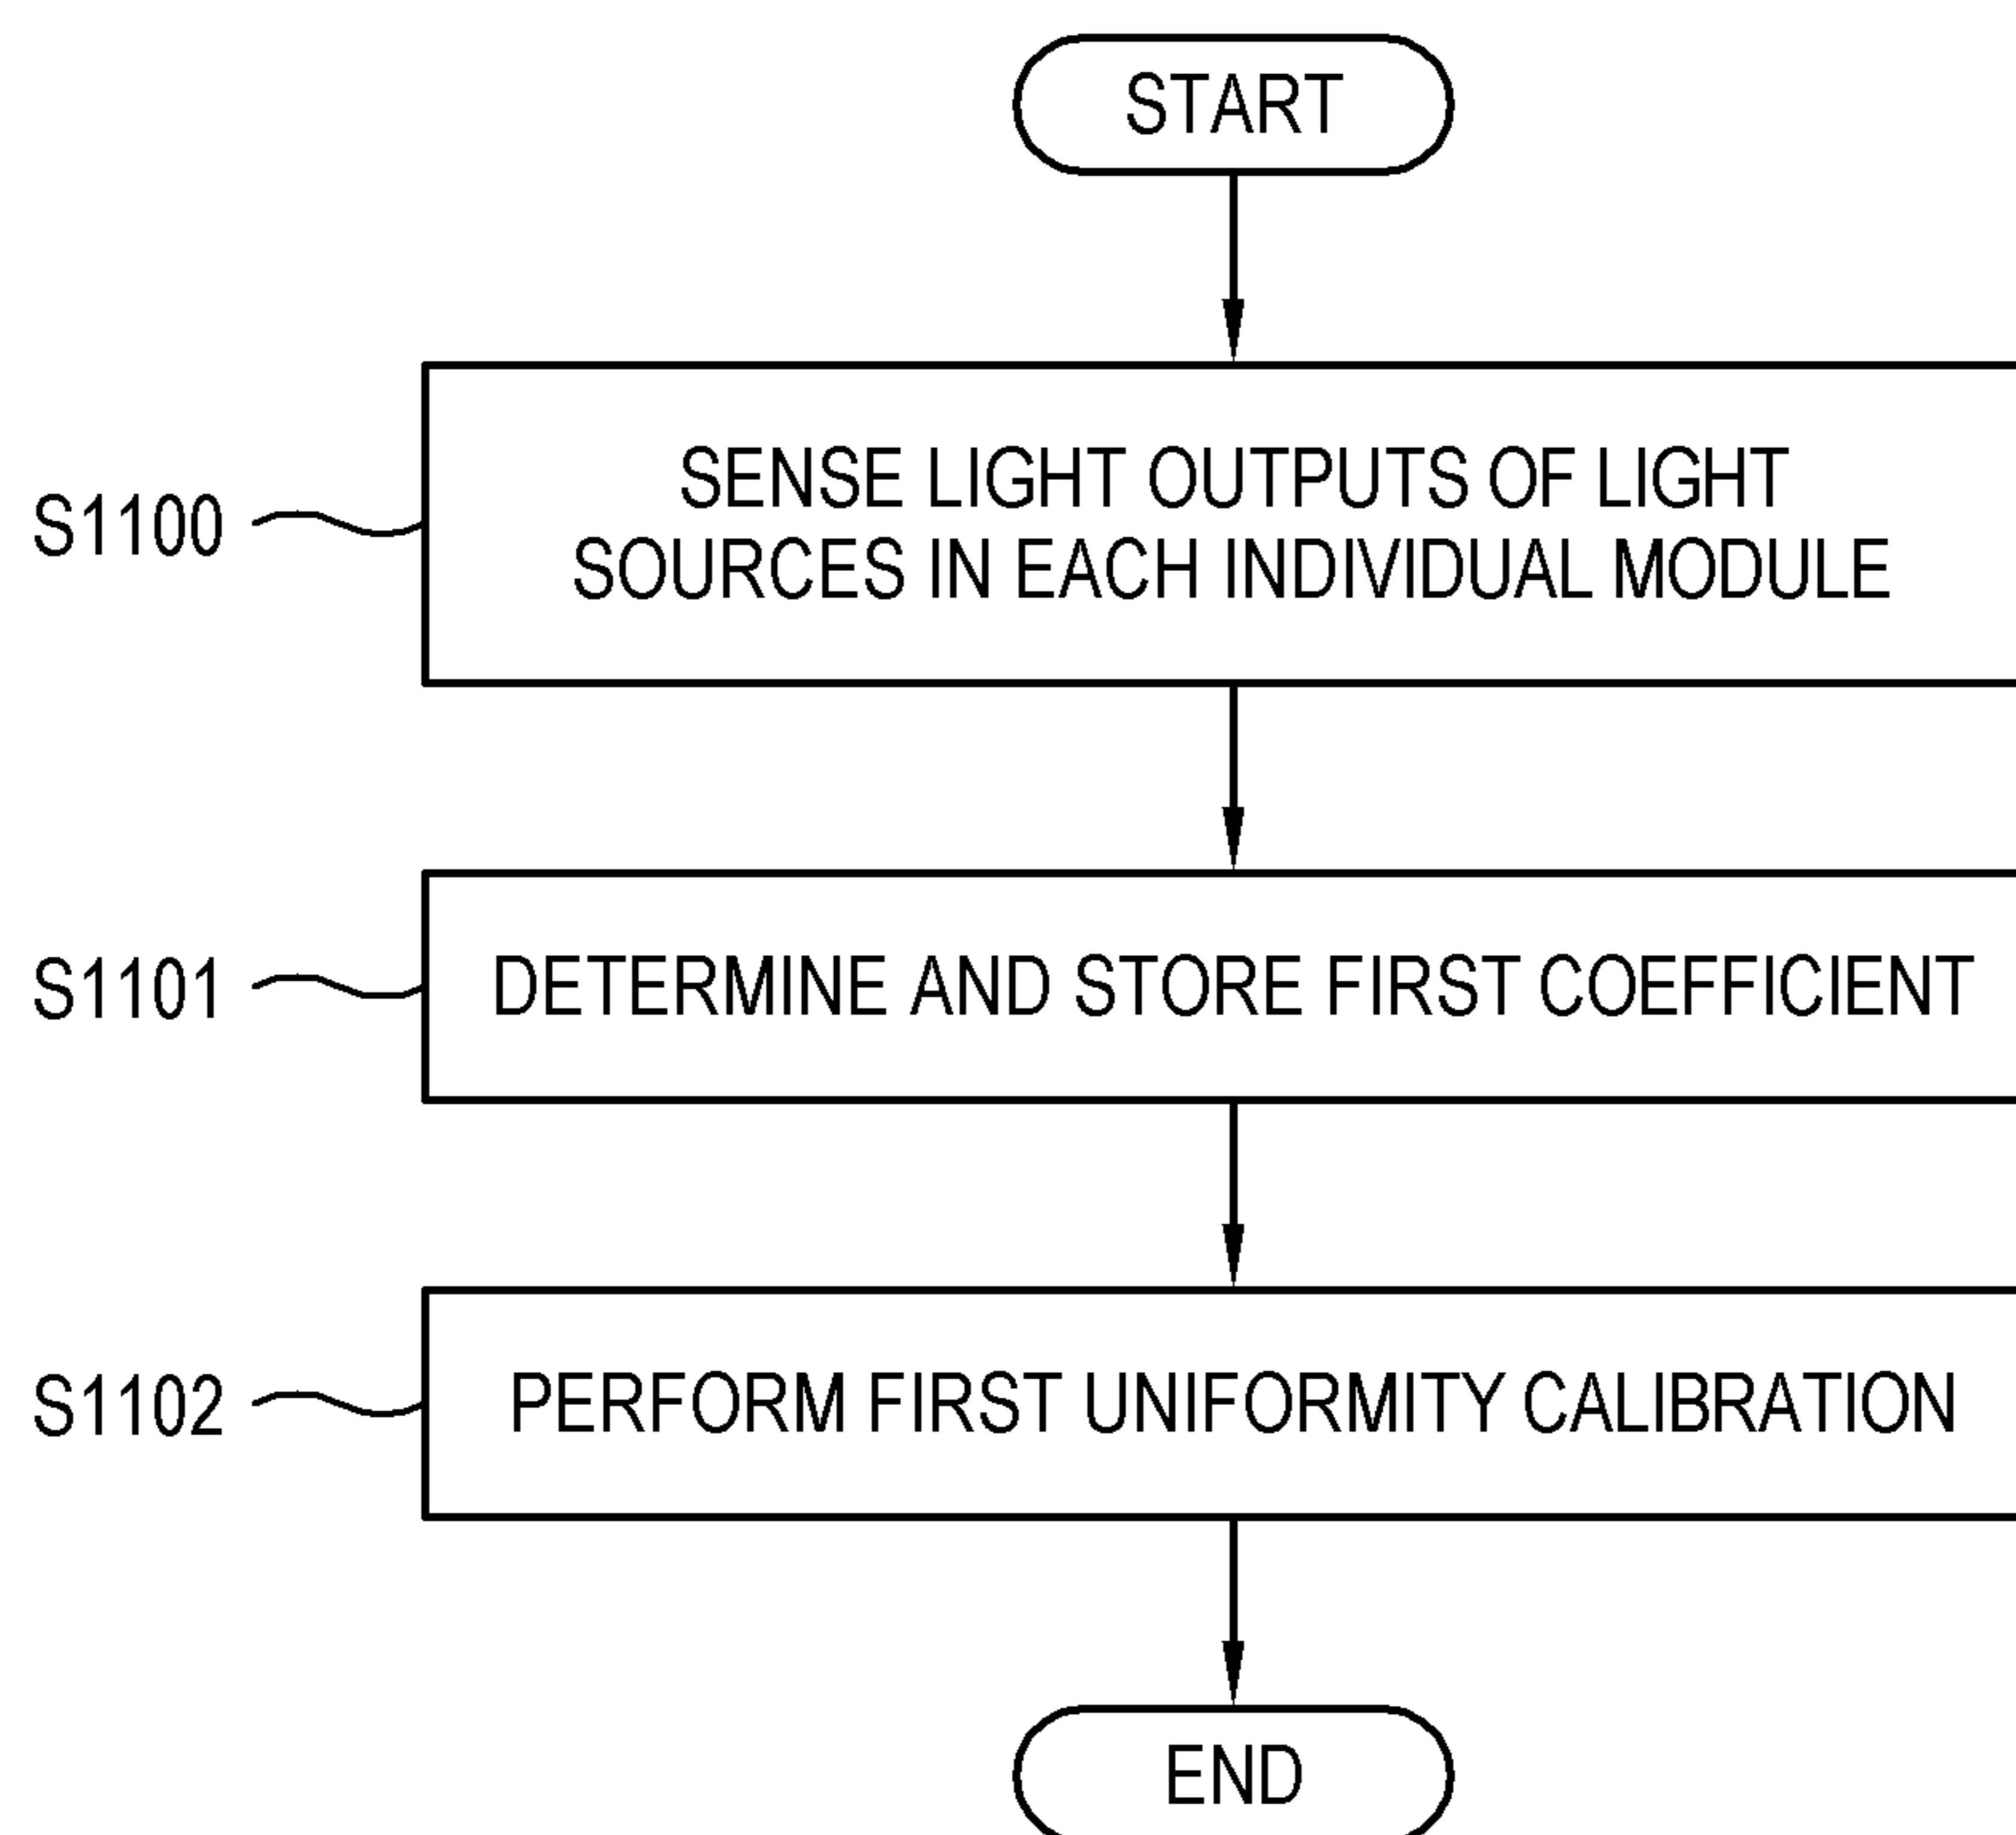 START
S1100
SENSE LIGHT OUTPUTS OF LIGHT
SOURCES IN EACH INDIVIDUAL MODULE
S1101
DETERMINE AND STORE FIRST COEFFICIENT
S1102
PERFORM FIRST UNIFORMITY CALIBRATION
END